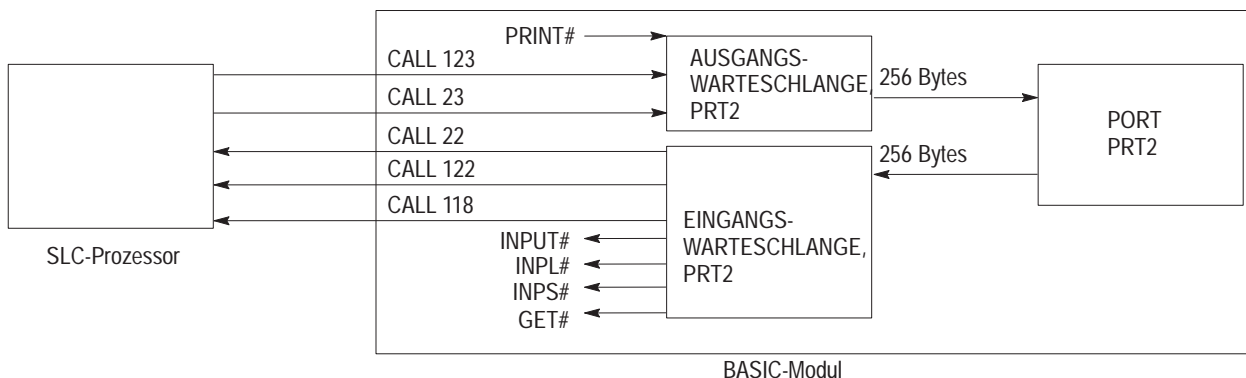 PRINT#
CALL 123
AUSGANGS-
WARTESCHLANGE,
PRT2
256 Bytes
CALL 23
PORT
PRT2
CALL 22
256 Bytes
CALL 122
CALL 118
EINGANGS-
WARTESCHLANGE,
PRT2
INPUT#
INPL#
INPS#
GET#
SLC-Prozessor
BASIC-Modul